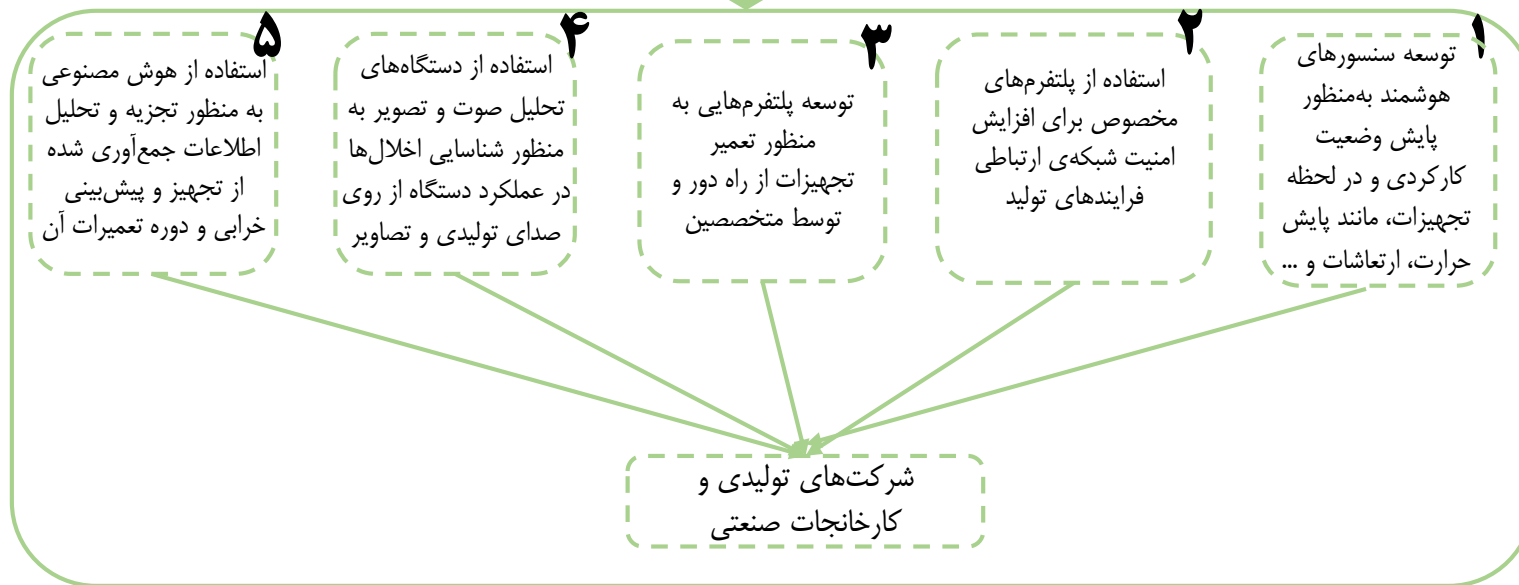 ۱
توسعه سنسورهای
هوشمند به‌منظور
پایش وضعیت
کارکردی و در لحظه
تجهیزات، مانند پایش
حرارت، ارتعاشات و ...
۲
استفاده از پلتفرم‌های
مخصوص برای افزایش
امنیت شبکه‌ی ارتباطی
فرایندهای تولید
۳
توسعه پلتفرم‌هایی به
منظور تعمیر
تجهیزات از راه دور و
توسط متخصصین
۴
استفاده از دستگاه‌های
تحلیل صوت و تصویر به
منظور شناسایی اخلال‌ها
در عملکرد دستگاه از روی
صدای تولیدی و تصاویر
۵
استفاده از هوش مصنوعی
به منظور تجزیه و تحلیل
اطلاعات جمع‌آوری شده
از تجهیز و پیش‌بینی
خرابی و دوره تعمیرات آن
شرکت‌های تولیدی و
کارخانجات صنعتی